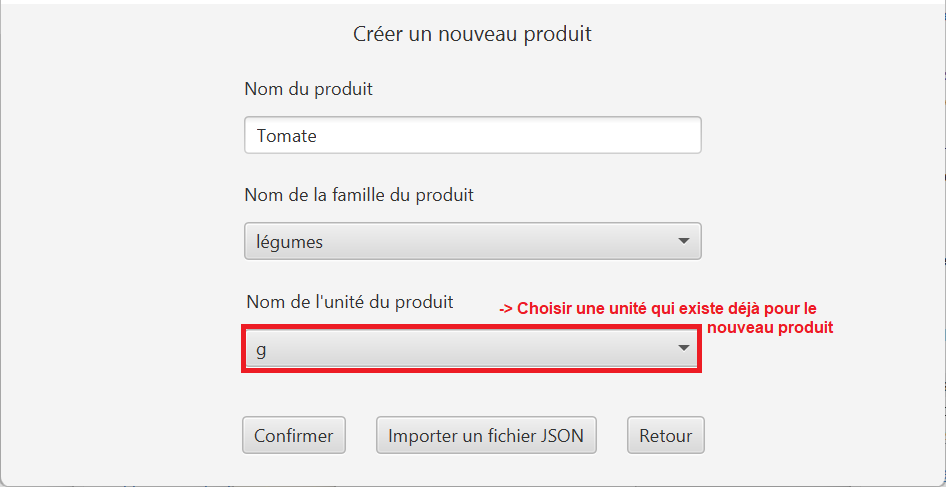 Créer un nouveau produit
Nom du produit
Tomate
Nom de la famille du produit
légumes
Nom de l'unité du produit
-> Choisir une unité qui existe déjà pour le
nouveau produit
g
Confirmer
Importer un fichier JSON
Retour